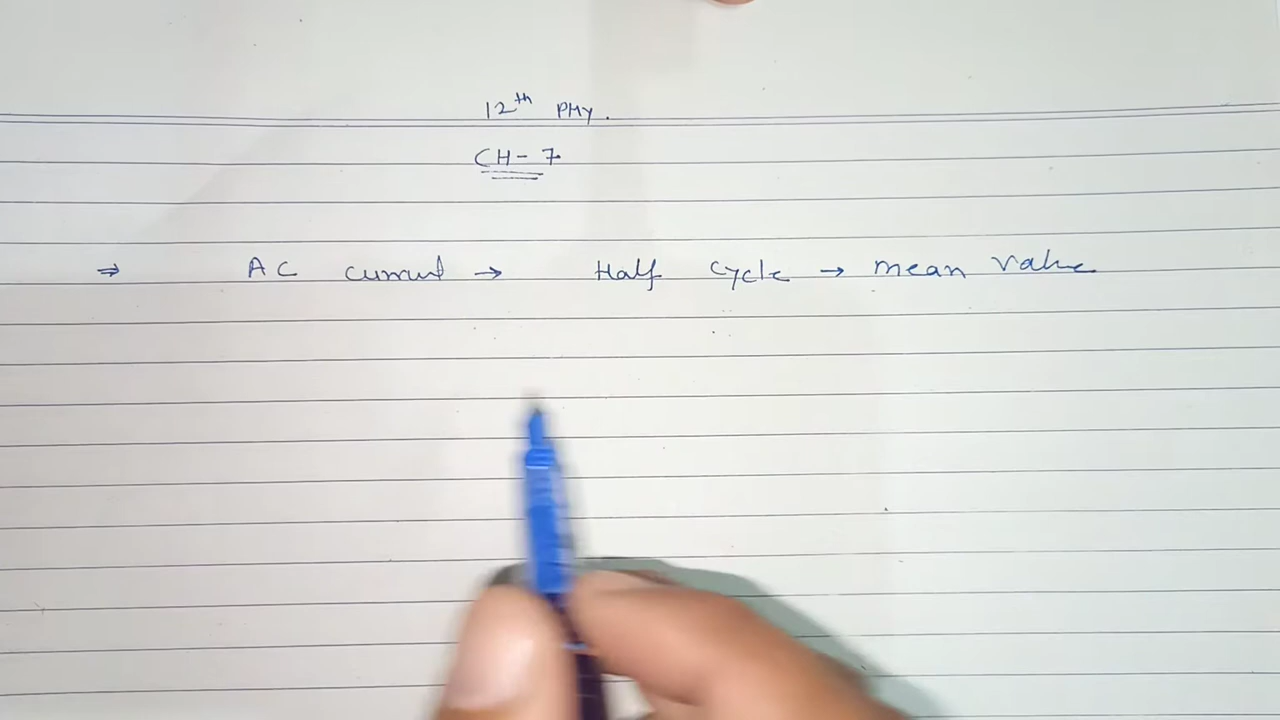 12th PHY.
CH-7
⇒ AC current → Half cycle → mean value